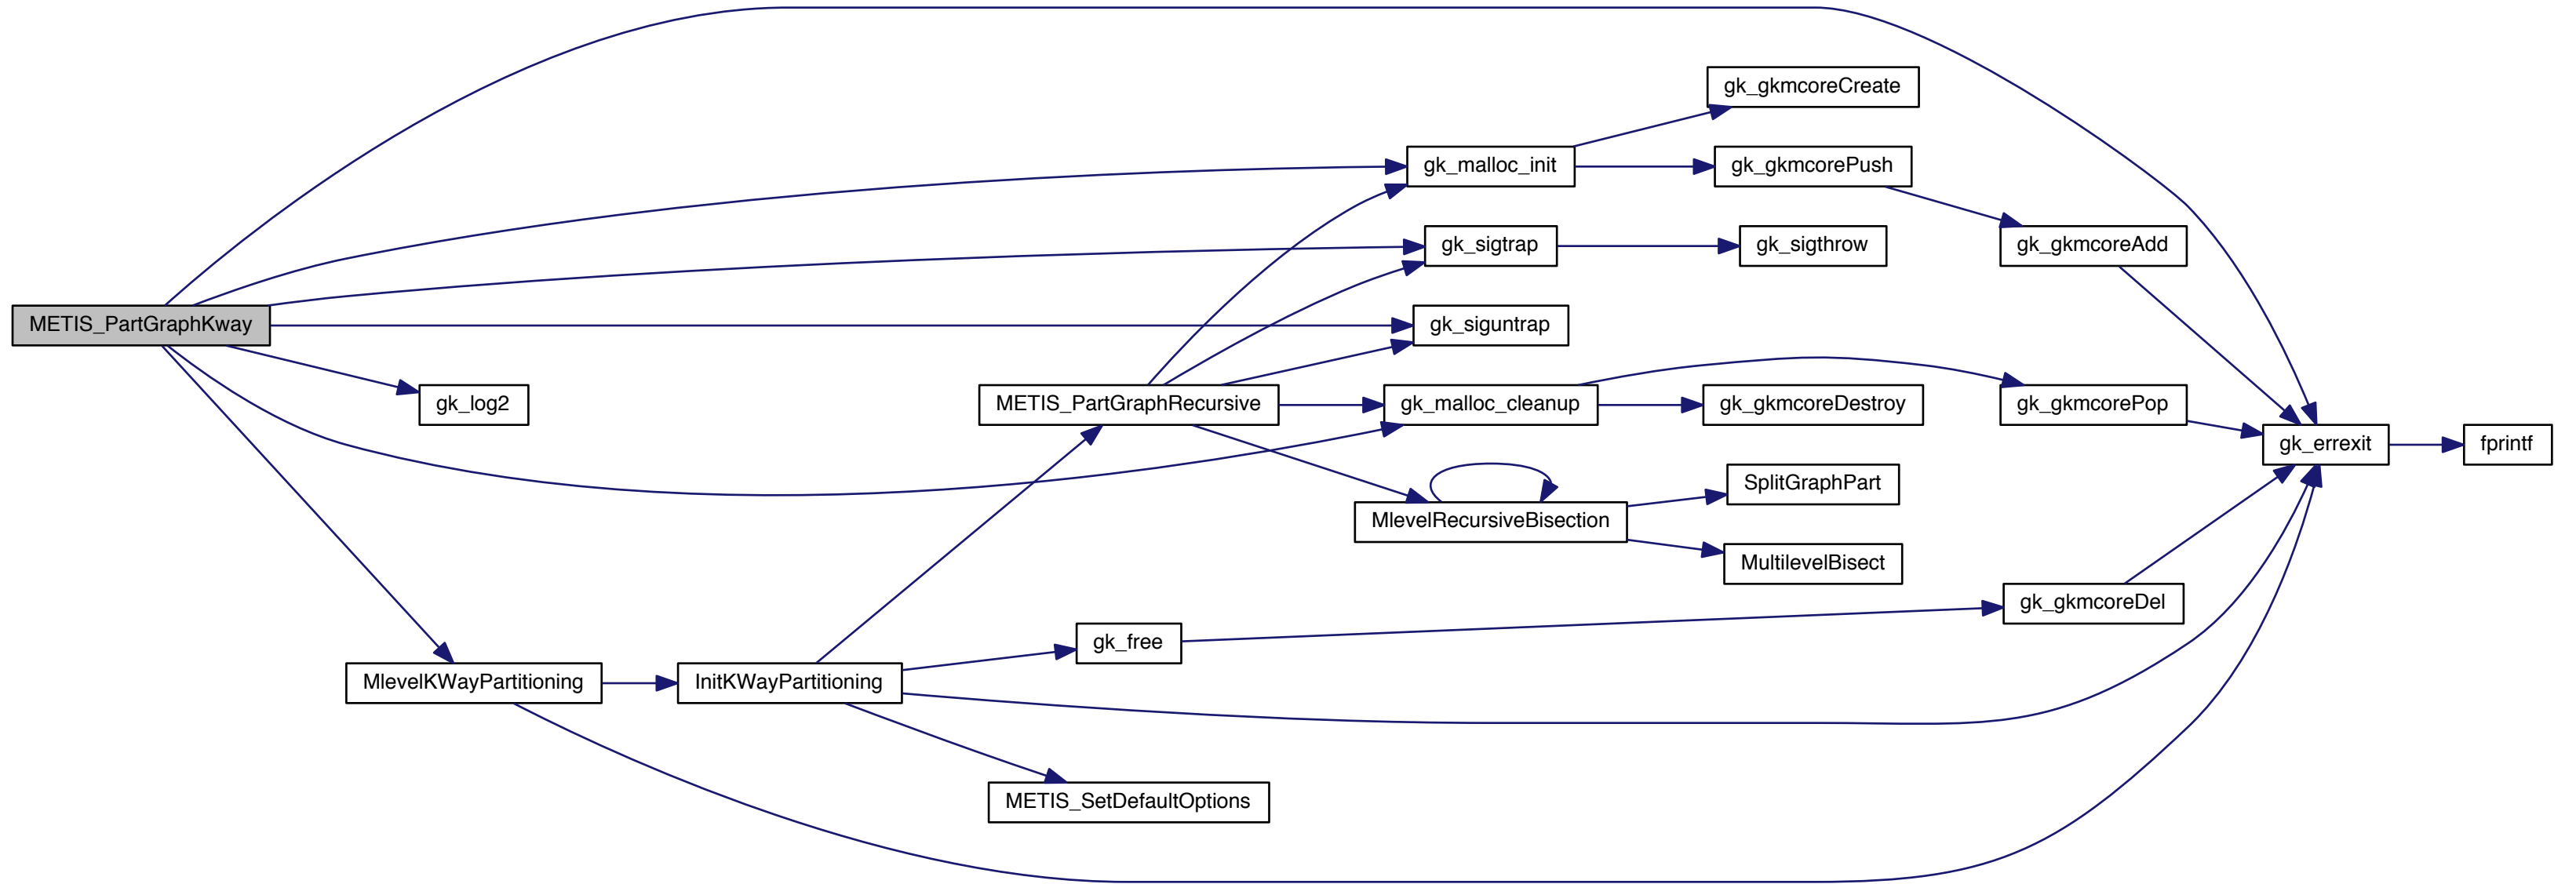 gk_gkmcoreCreate
gk_malloc_init
gk_gkmcorePush
gk_sigtrap
gk_sigthrow
gk_gkmcoreAdd
METIS_PartGraphKway
gk_siguntrap
gk_log2
METIS_PartGraphRecursive
gk_malloc_cleanup
gk_gkmcoreDestroy
gk_gkmcorePop
gk_errexit
fprintf
SplitGraphPart
MlevelRecursiveBisection
MultilevelBisect
gk_gkmcoreDel
gk_free
MlevelKWayPartitioning
InitKWayPartitioning
METIS_SetDefaultOptions